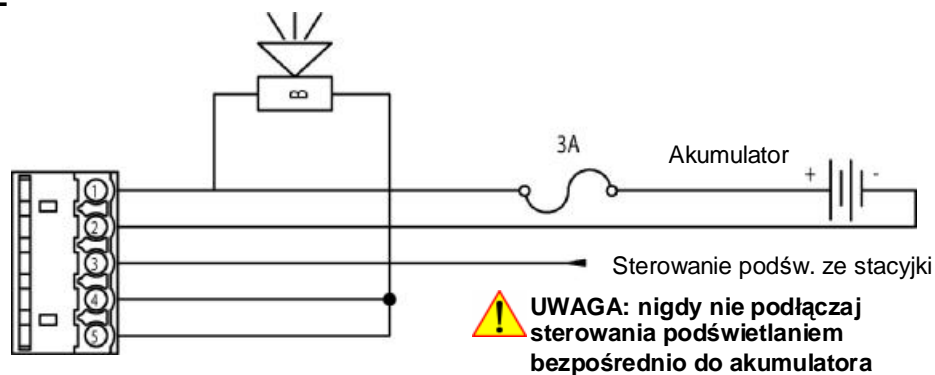 B
3A
Akumulator
+ -
1
2
3
Sterowanie podśw. ze stacyjki
4
5
! UWAGA: nigdy nie podłączaj
sterowania podświetlaniem
bezpośrednio do akumulatora